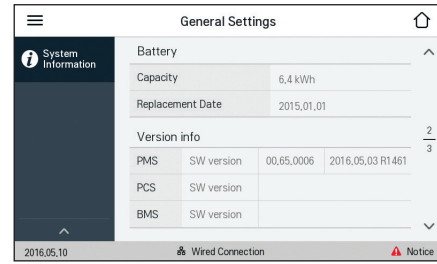 General Settings
System
Information
Battery
Capacity 6,4 kWh
Replacement Date 2015,01,01
Version info
PMS SW version 00,65,0006 2016,05,03 R1461
PCS SW version
BMS SW version
2
3
2016,05,10 Wired Connection Notice